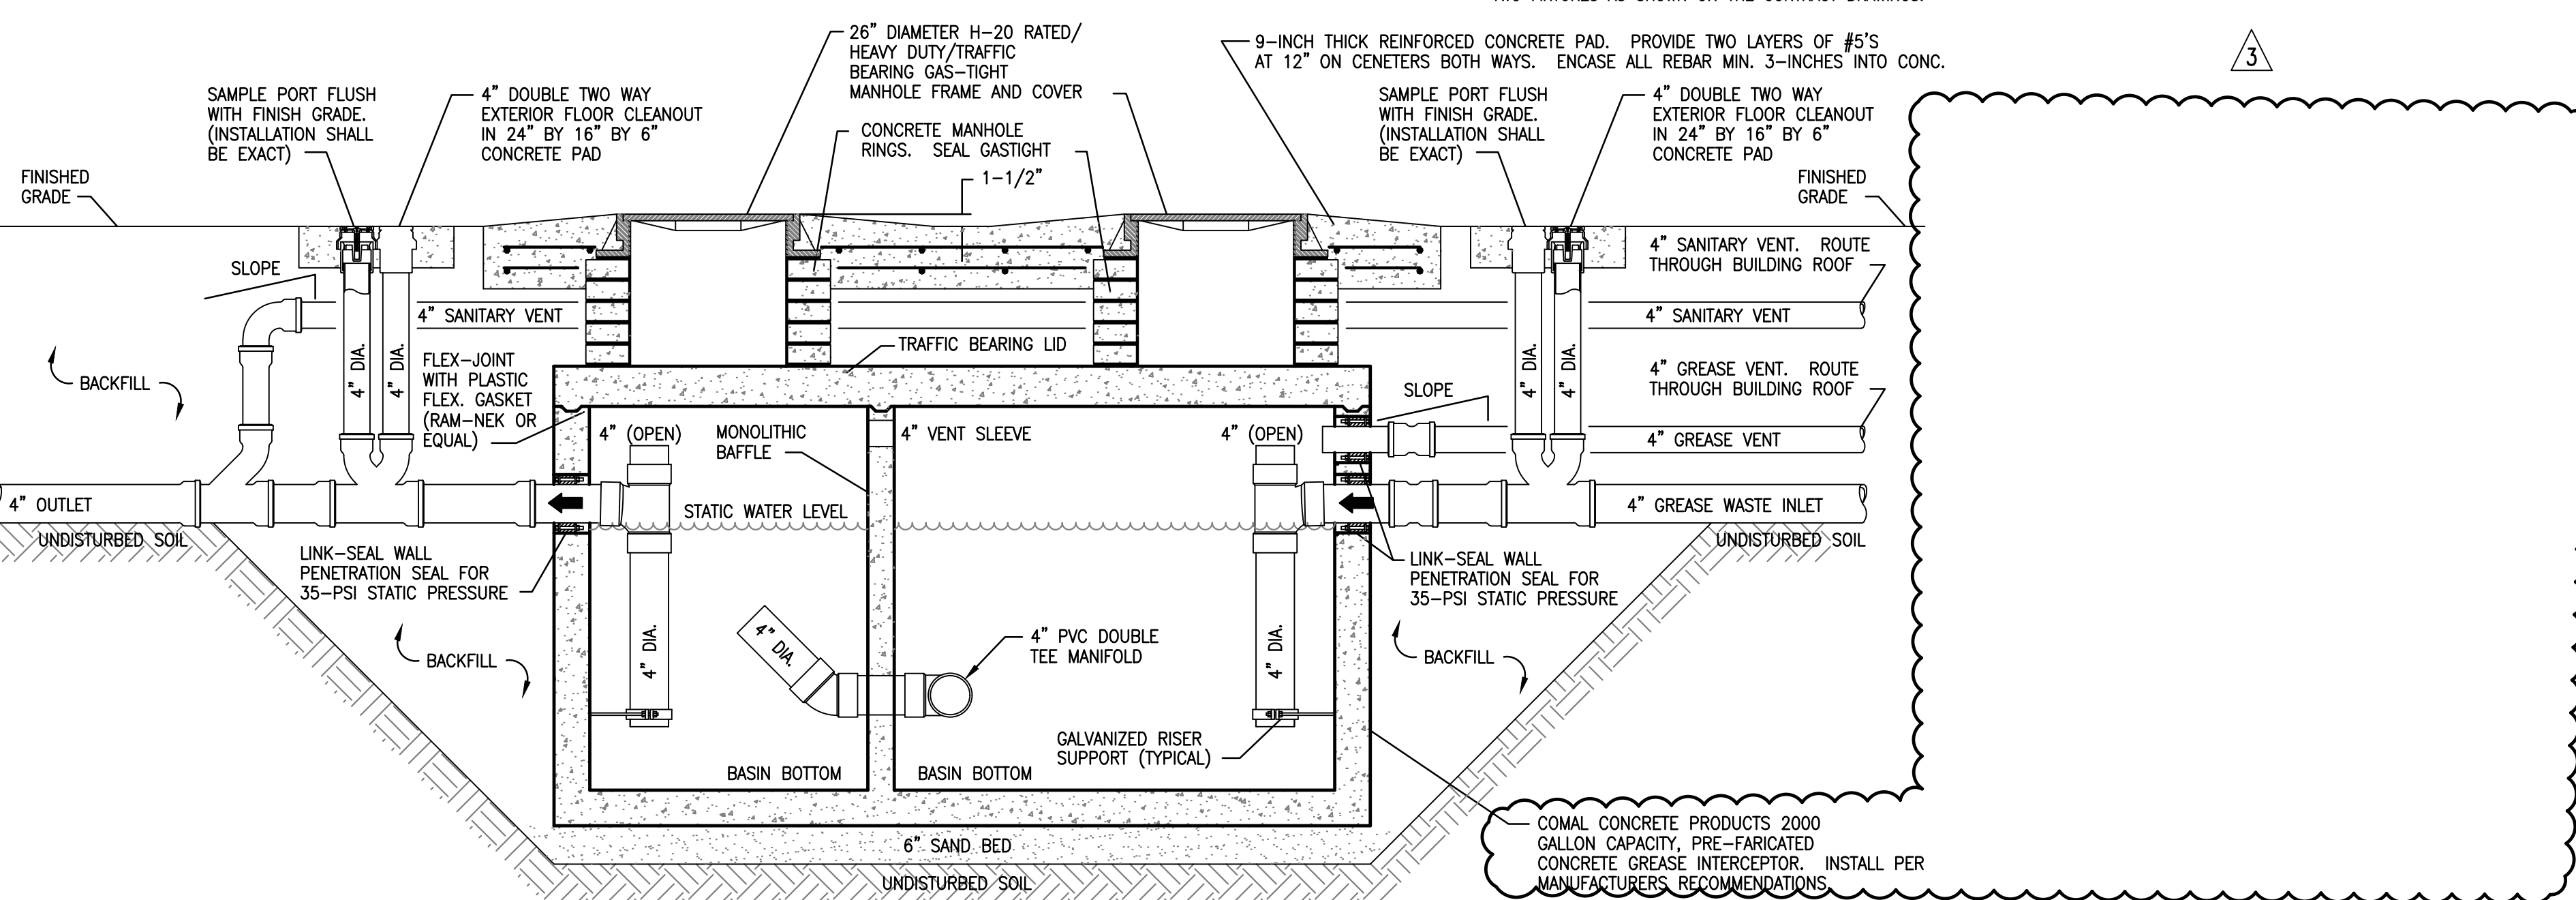 26” DIAMETER H-20 RATED/
HEAVY DUTY/TRAFFIC
BEARING GAS-TIGHT
MANHOLE FRAME AND COVER
9-INCH THICK REINFORCED CONCRETE PAD. PROVIDE TWO LAYERS OF #5'S
AT 12” ON CENETERS BOTH WAYS. ENCASE ALL REBAR MIN. 3-INCHES INTO CONC.
3
SAMPLE PORT FLUSH
WITH FINISH GRADE.
(INSTALLATION SHALL
BE EXACT)
4” DOUBLE TWO WAY
EXTERIOR FLOOR CLEANOUT
IN 24” BY 16” BY 6”
CONCRETE PAD
CONCRETE MANHOLE
RINGS. SEAL GASTIGHT
1-1/2”
SAMPLE PORT FLUSH
WITH FINISH GRADE.
(INSTALLATION SHALL
BE EXACT)
4” DOUBLE TWO WAY
EXTERIOR FLOOR CLEANOUT
IN 24” BY 16” BY 6”
CONCRETE PAD
FINISHED
GRADE
FINISHED
GRADE
SLOPE
4” SANITARY VENT. ROUTE
THROUGH BUILDING ROOF
4” SANITARY VENT
4” SANITARY VENT
TRAFFIC BEARING LID
4” DIA.
4” DIA.
FLEX-JOINT
WITH PLASTIC
FLEX. GASKET
(RAM-NEK OR
EQUAL)
BACKFILL
4” DIA.
4” DIA.
4” GREASE VENT. ROUTE
THROUGH BUILDING ROOF
SLOPE
4” (OPEN)
MONOLITHIC
BAFFLE
4” VENT SLEEVE
4” (OPEN)
4” GREASE VENT
4” OUTLET
STATIC WATER LEVEL
4” GREASE WASTE INLET
UNDISTURBED SOIL
UNDISTURBED SOIL
LINK-SEAL WALL
PENETRATION SEAL FOR
35-PSI STATIC PRESSURE
LINK-SEAL WALL
PENETRATION SEAL FOR
35-PSI STATIC PRESSURE
4” DIA.
4” DIA.
4” PVC DOUBLE
TEE MANIFOLD
4” DIA.
BACKFILL
BACKFILL
GALVANIZED RISER
SUPPORT (TYPICAL)
BASIN BOTTOM
BASIN BOTTOM
6” SAND BED
UNDISTURBED SOIL
COMAL CONCRETE PRODUCTS 2000
GALLON CAPACITY, PRE-FARICATED
CONCRETE GREASE INTERCEPTOR. INSTALL PER
MANUFACTURERS RECOMMENDATIONS.